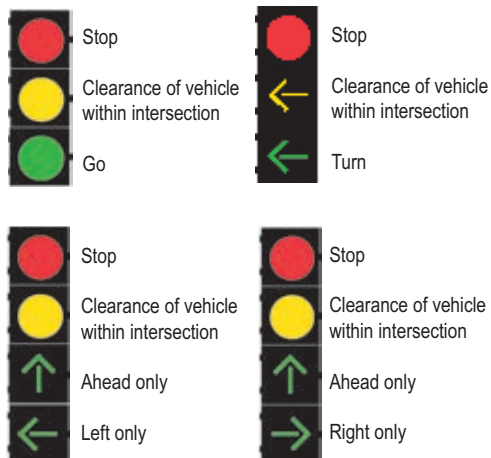 Stop
Clearance of vehicle
within intersection
Go
Stop
Clearance of vehicle
within intersection
Turn
Stop
Clearance of vehicle
within intersection
Ahead only
Left only
Stop
Clearance of vehicle
within intersection
Ahead only
Right only